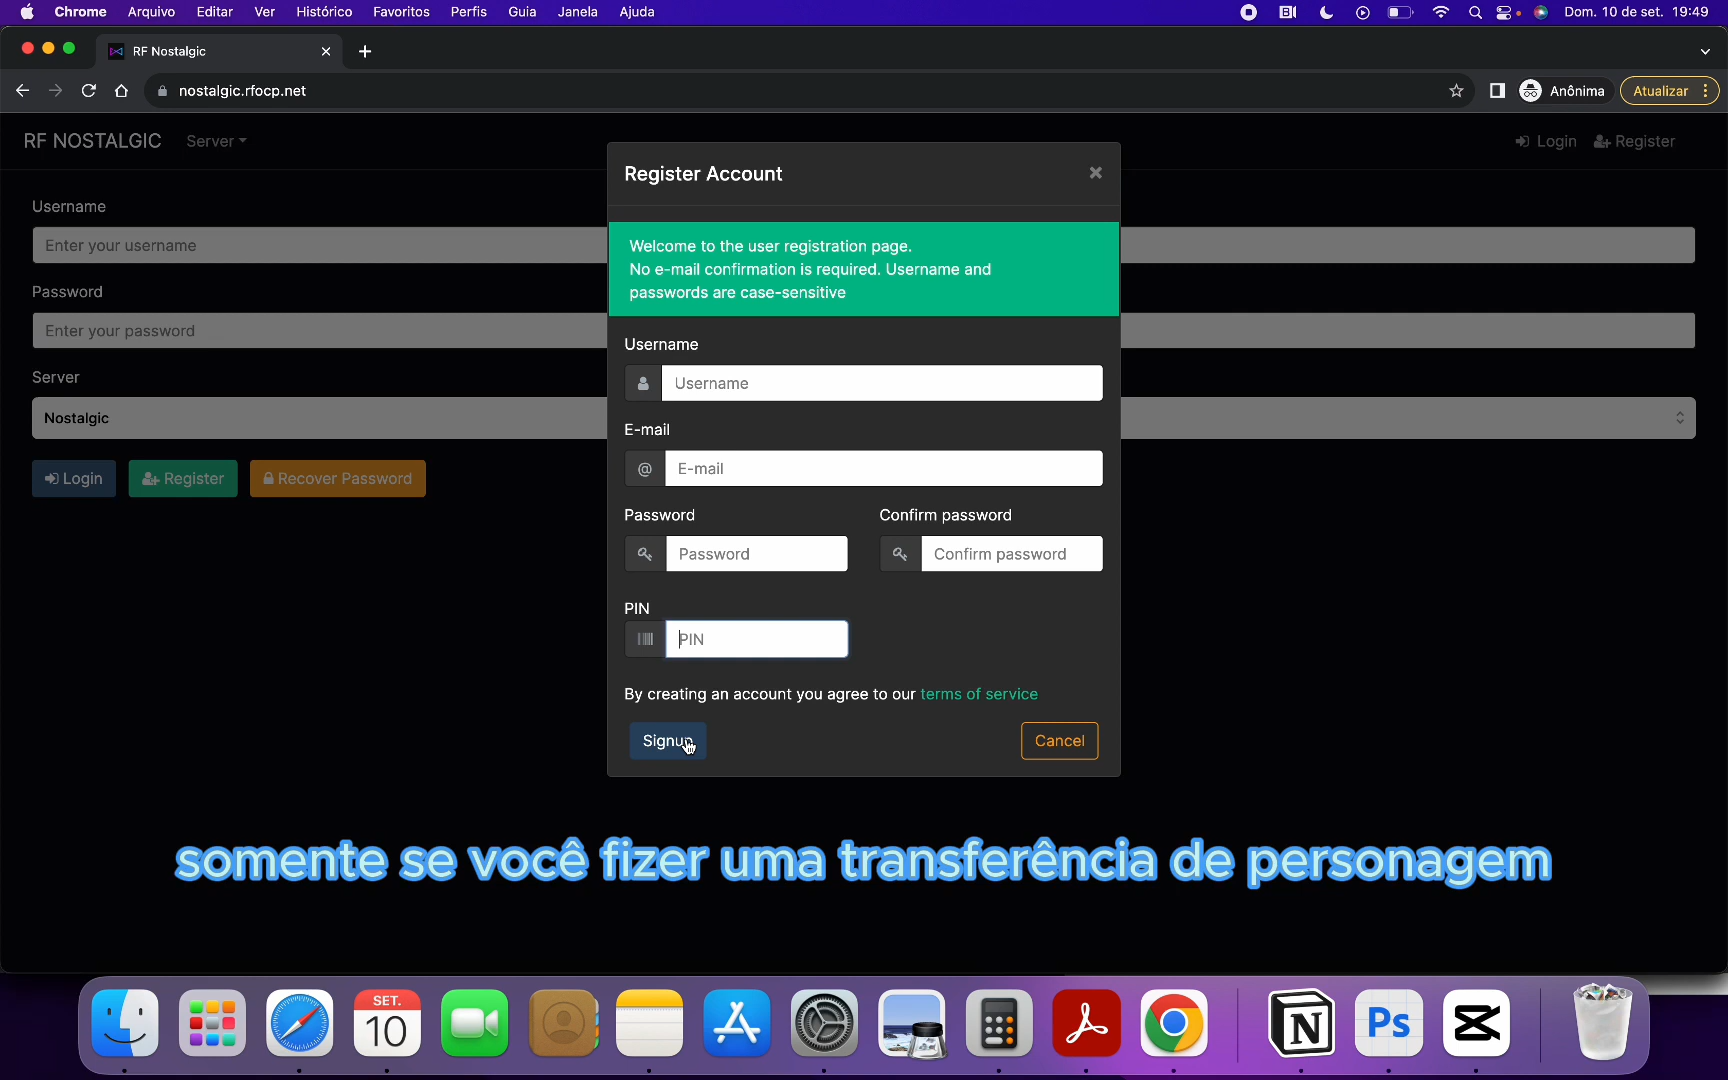 Chrome Arquivo Editar Ver Histórico Favoritos Perfis Guia Janela Ajuda
Dom. 10 de set. 19:49
RF Nostalgic
nostalgic.rfocp.net
Anônima
Atualizar
RF NOSTALGIC Server
Login Register
Register Account
Welcome to the user registration page.
No e-mail confirmation is required. Username and
passwords are case-sensitive
Username
Enter your username
Password
Enter your password
Server
Nostalgic
Login Register Recover Password
Username
Username
E-mail
@ E-mail
Password Confirm password
Password Confirm password
PIN
PIN
By creating an account you agree to our terms of service
Signup Cancel
somente se você fizer uma transferência de personagem
SET.
10
Ps